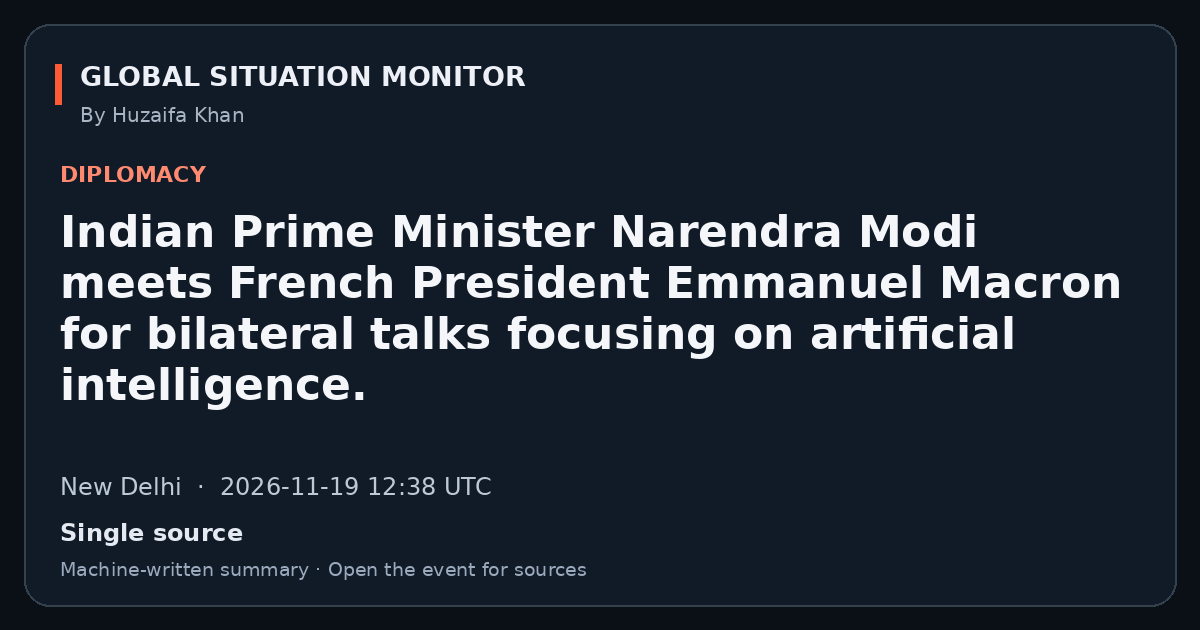 GLOBAL SITUATION MONITOR
By Huzaifa Khan
DIPLOMACY
Indian Prime Minister Narendra Modi
meets French President Emmanuel Macron
for bilateral talks focusing on artificial
intelligence.
New Delhi · 2026-11-19 12:38 UTC
Single source
Machine-written summary · Open the event for sources